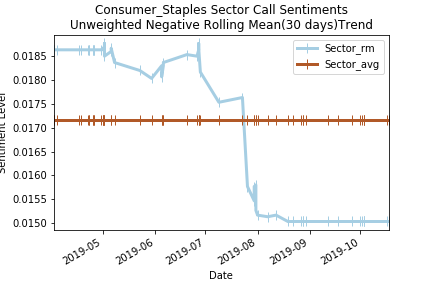 Consumer_Staples Sector Call Sentiments
Unweighted Negative Rolling Mean(30 days)Trend
Sector_rm
Sector_avg
0.0185
0.0180
0.0175
0.0170
0.0165
0.0160
0.0155
0.0150
Sentiment Level
2019-05
2019-06
2019-07
2019-08
2019-09
2019-10
Date